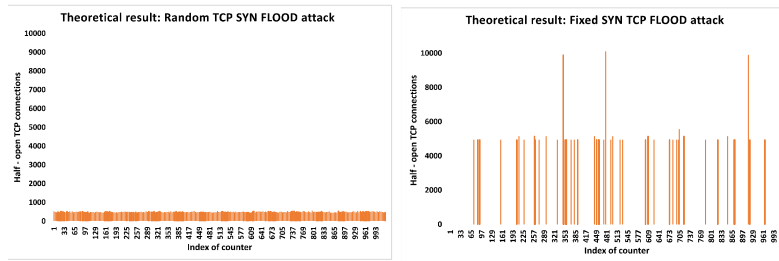 Theoretical result: Random TCP SYN FLOOD attack
Half - open TCP connections
10000
9000
8000
7000
6000
5000
4000
3000
2000
1000
0
1 33 65 97 129 161 193 225 257 289 321 353 385 417 449 481 513 545 577 609 641 673 705 737 769 801 833 865 897 929 961 993
Index of counter
Theoretical result: Fixed SYN TCP FLOOD attack
Half - open TCP connections
10000
8000
6000
4000
2000
0
1 33 65 97 129 161 193 225 257 289 321 353 385 417 449 481 513 545 577 609 641 673 705 737 769 801 833 865 897 929 961 993
Index of counter